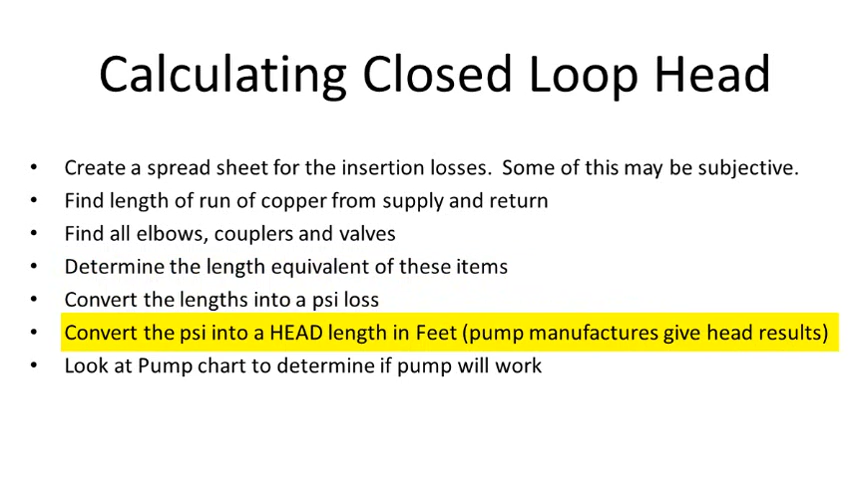 Calculating Closed Loop Head
• Create a spread sheet for the insertion losses.  Some of this may be subjective.
• Find length of run of copper from supply and return
• Find all elbows, couplers and valves
• Determine the length equivalent of these items
• Convert the lengths into a psi loss
• Convert the psi into a HEAD length in Feet (pump manufactures give head results)
• Look at Pump chart to determine if pump will work